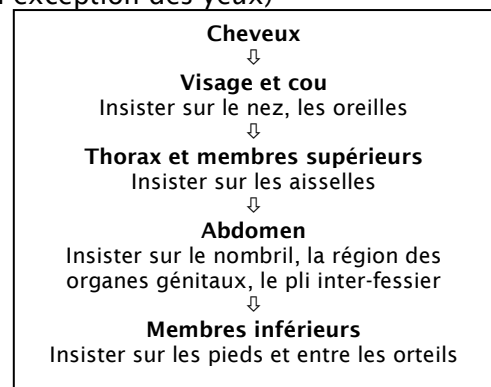 exception des yeux)
Cheveux
⇩
Visage et cou
Insister sur le nez, les oreilles
⇩
Thorax et membres supérieurs
Insister sur les aisselles
⇩
Abdomen
Insister sur le nombril, la région des
organes génitaux, le pli inter-fessier
⇩
Membres inférieurs
Insister sur les pieds et entre les orteils